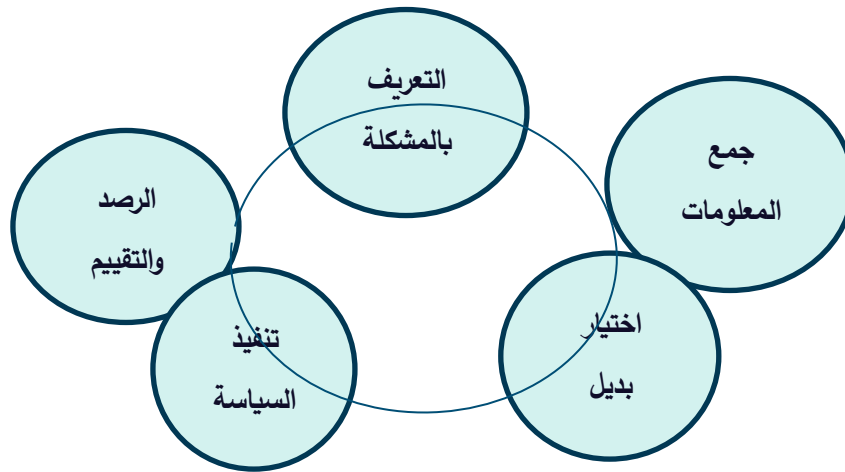 التعريف
بالمشكلة
جمع
المعلومات
اختيار
بديل
تنفيذ
السياسة
الرصد
والتقييم